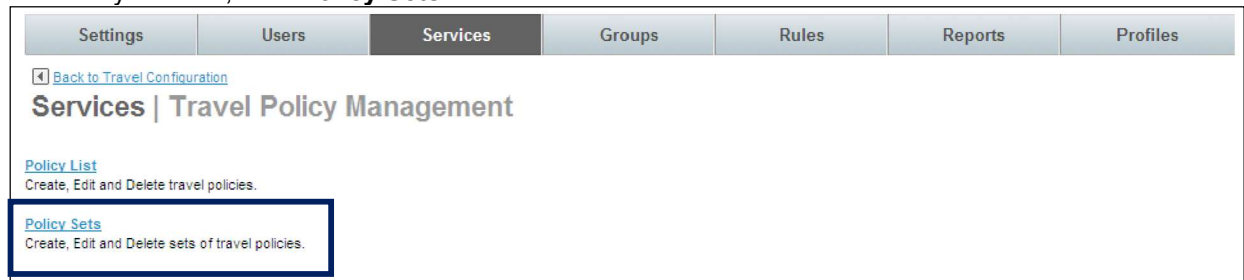 Settings Users Services Groups Rules Reports Profiles
Back to Travel Configuration
Services | Travel Policy Management
Policy List
Create, Edit and Delete travel policies.
Policy Sets
Create, Edit and Delete sets of travel policies.